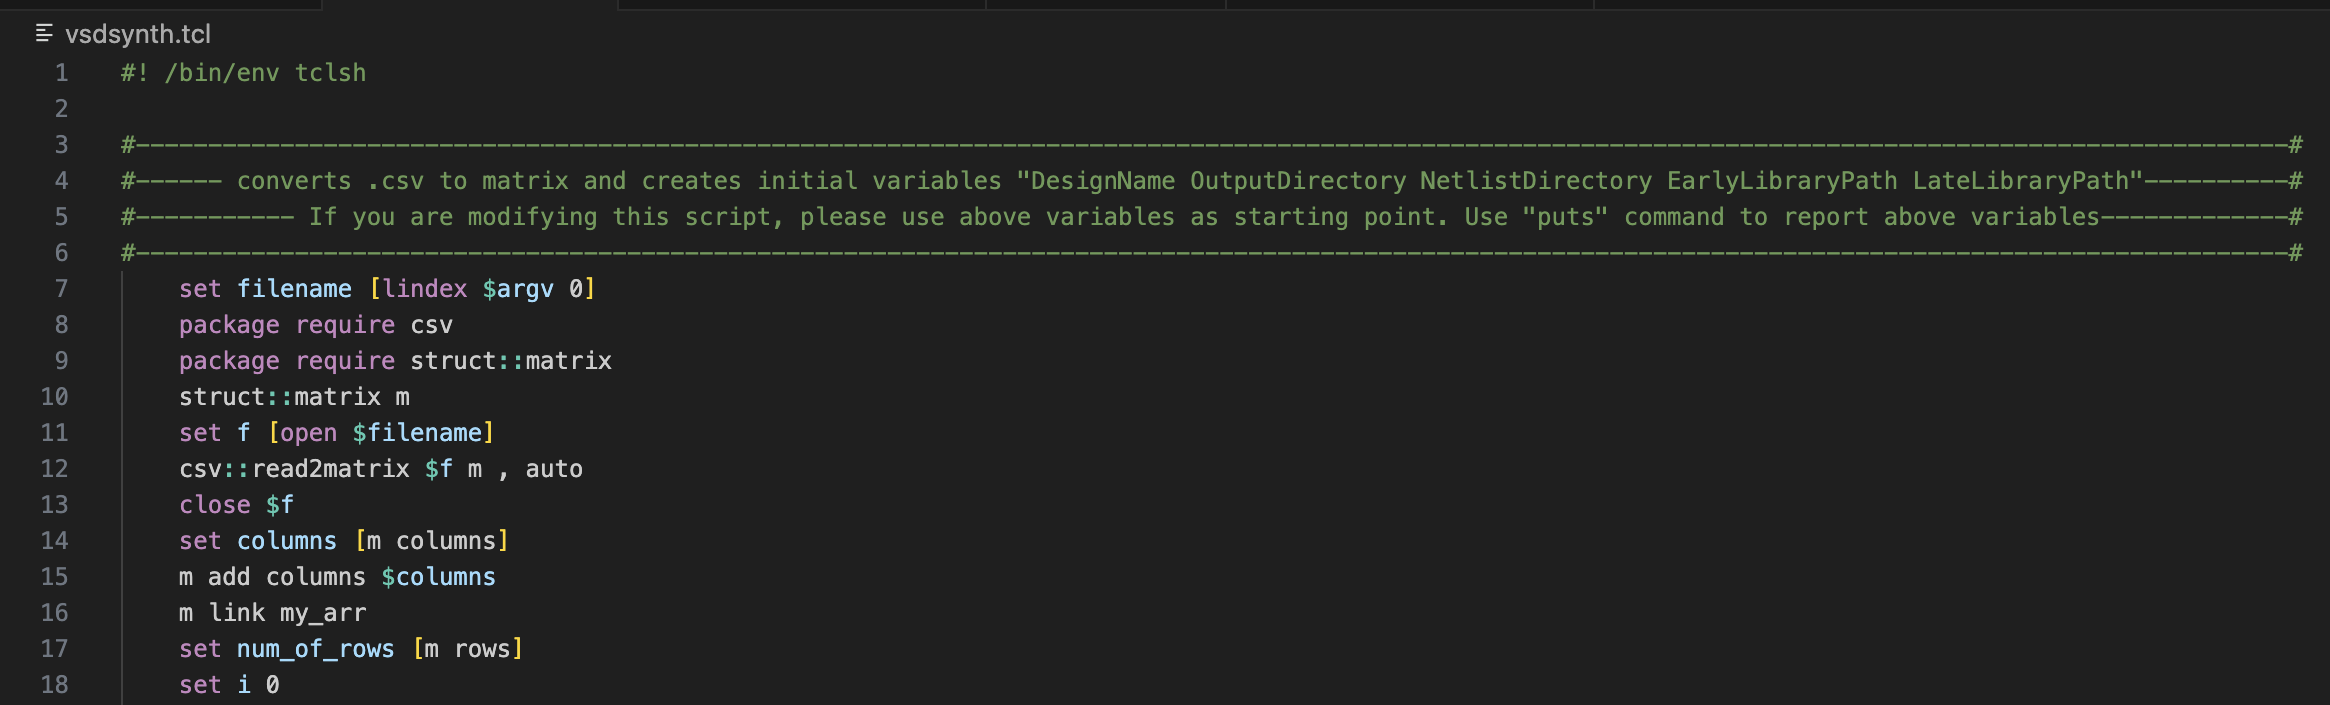 vsdsynth.tcl
1 #! /bin/env tclsh
2
3 #-----------------------------------------------------------------------------------------------------------------------------------------------------#
4 #------ converts .csv to matrix and creates initial variables "DesignName OutputDirectory NetlistDirectory EarlyLibraryPath LateLibraryPath"----------#
5 #----------- If you are modifying this script, please use above variables as starting point. Use "puts" command to report above variables-------------#
6 #-----------------------------------------------------------------------------------------------------------------------------------------------------#
7 set filename [lindex $argv 0]
8 package require csv
9 package require struct::matrix
10 struct::matrix m
11 set f [open $filename]
12 csv::read2matrix $f m , auto
13 close $f
14 set columns [m columns]
15 m add columns $columns
16 m link my_arr
17 set num_of_rows [m rows]
18 set i 0